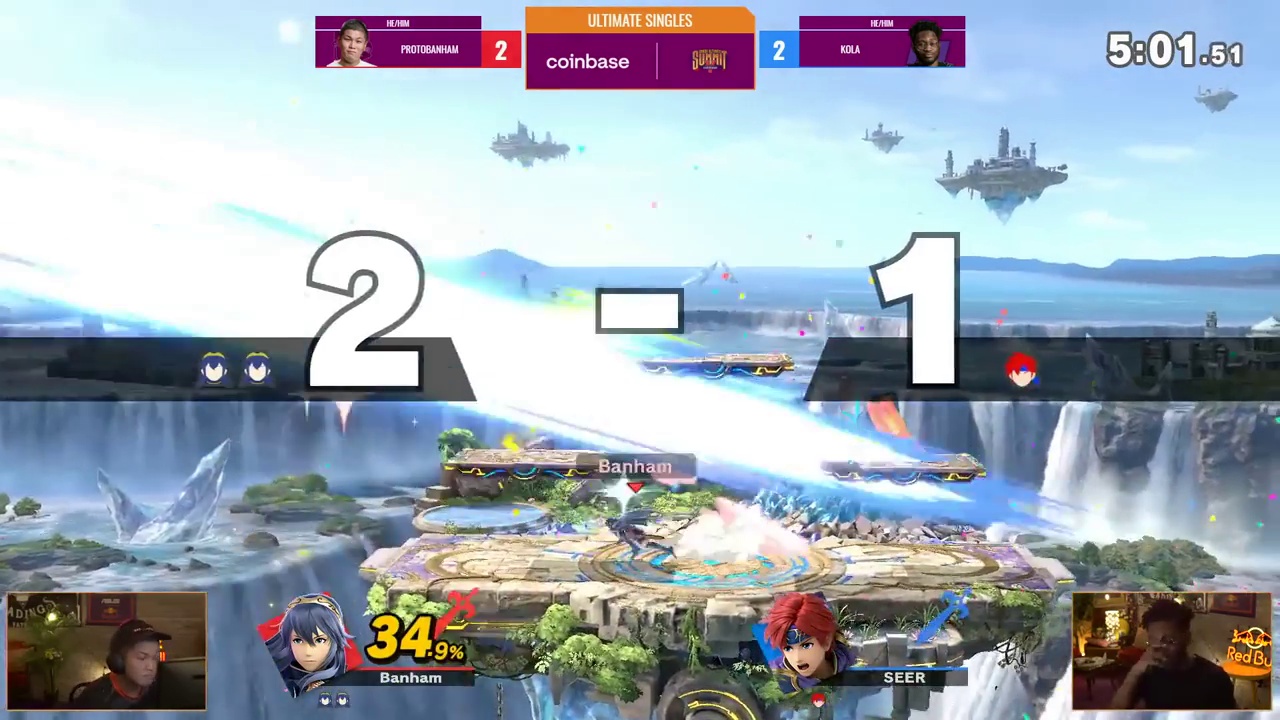 HE/HIM
PROTOBANHAM
2
ULTIMATE SINGLES
coinbase
SUMMIT
2
HE/HIM
KOLA
5:01.51
2 - 1
Banham
34.9%
Banham
SEER
Red Bu